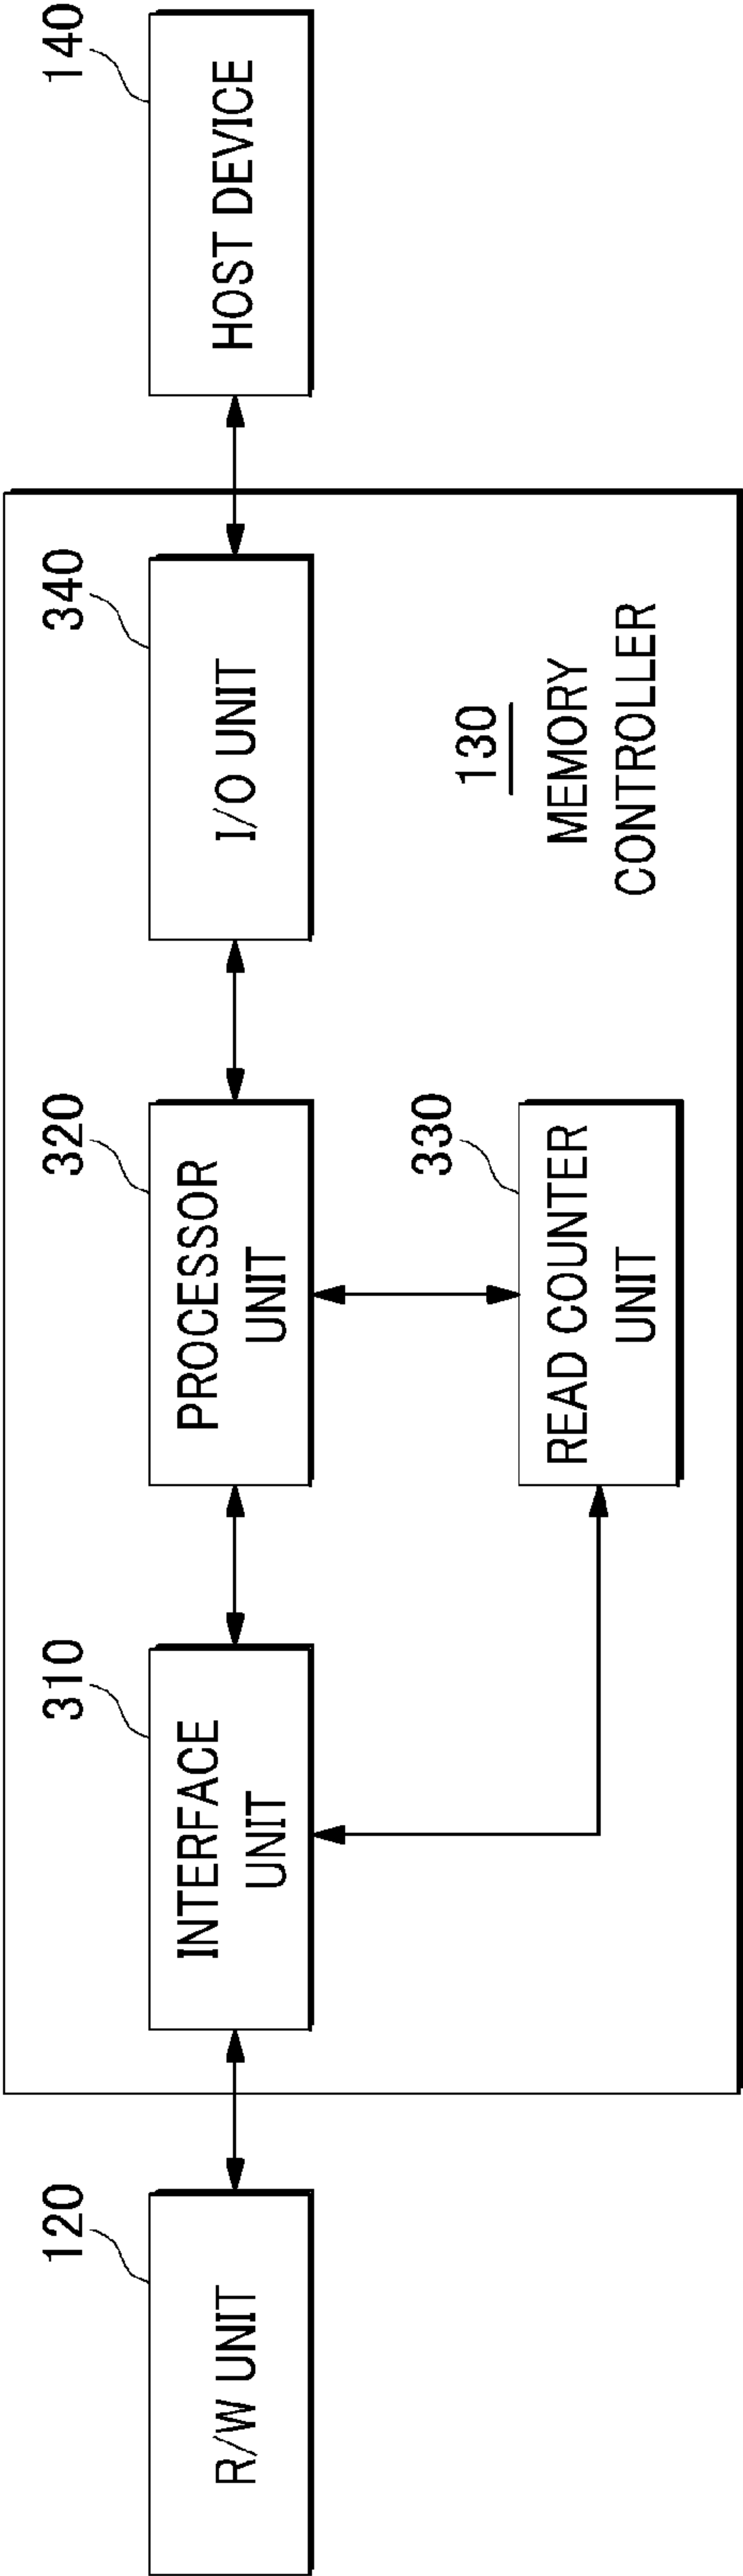 120
R/W UNIT
310
INTERFACE
UNIT
320
PROCESSOR
UNIT
330
READ COUNTER
UNIT
340
I/O UNIT
130
MEMORY
CONTROLLER
140
HOST DEVICE